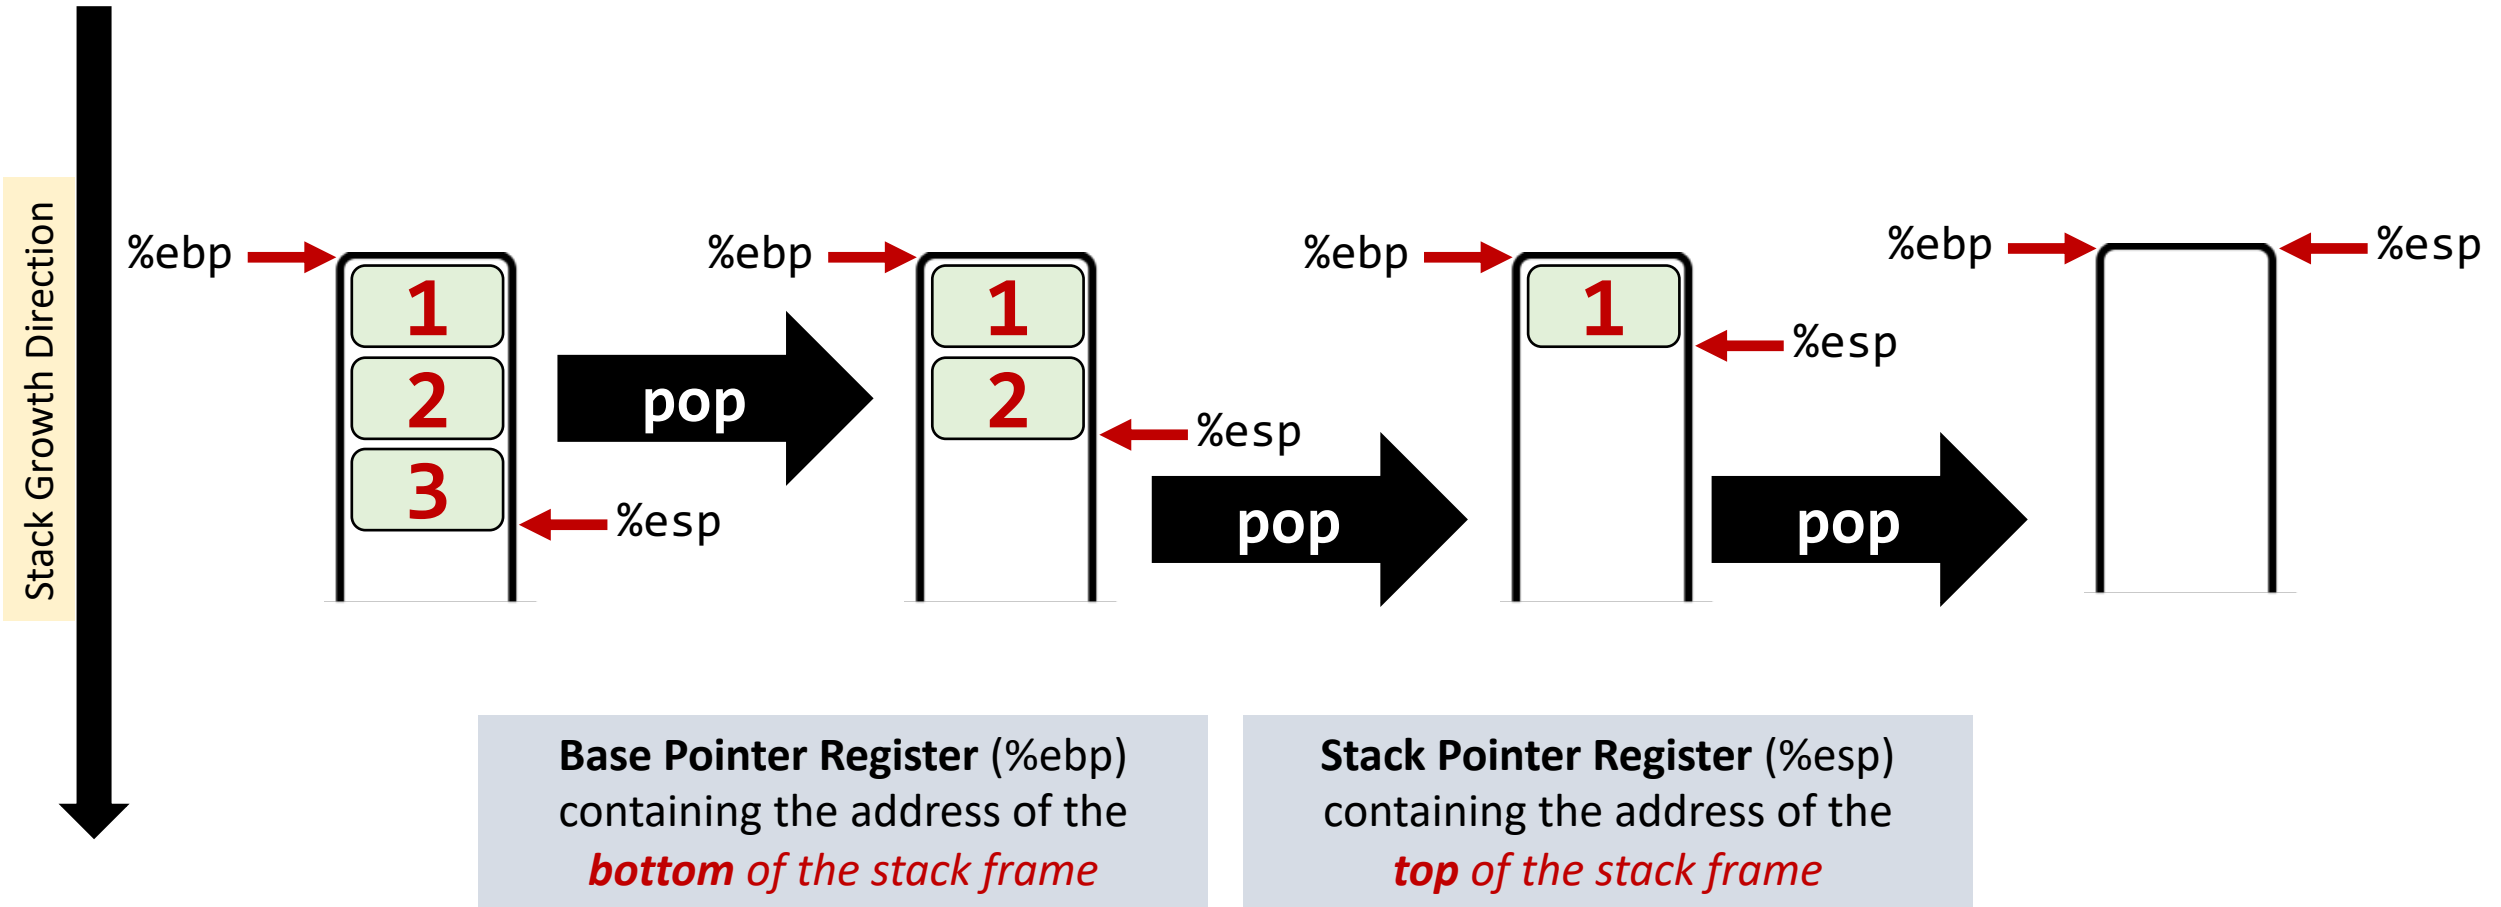 Stack Growth Direction
%ebp
1
2
3
%esp
pop
%ebp
1
2
%esp
pop
%ebp
1
%esp
pop
%ebp
%esp
Base Pointer Register (%ebp)
containing the address of the
bottom of the stack frame
Stack Pointer Register (%esp)
containing the address of the
top of the stack frame